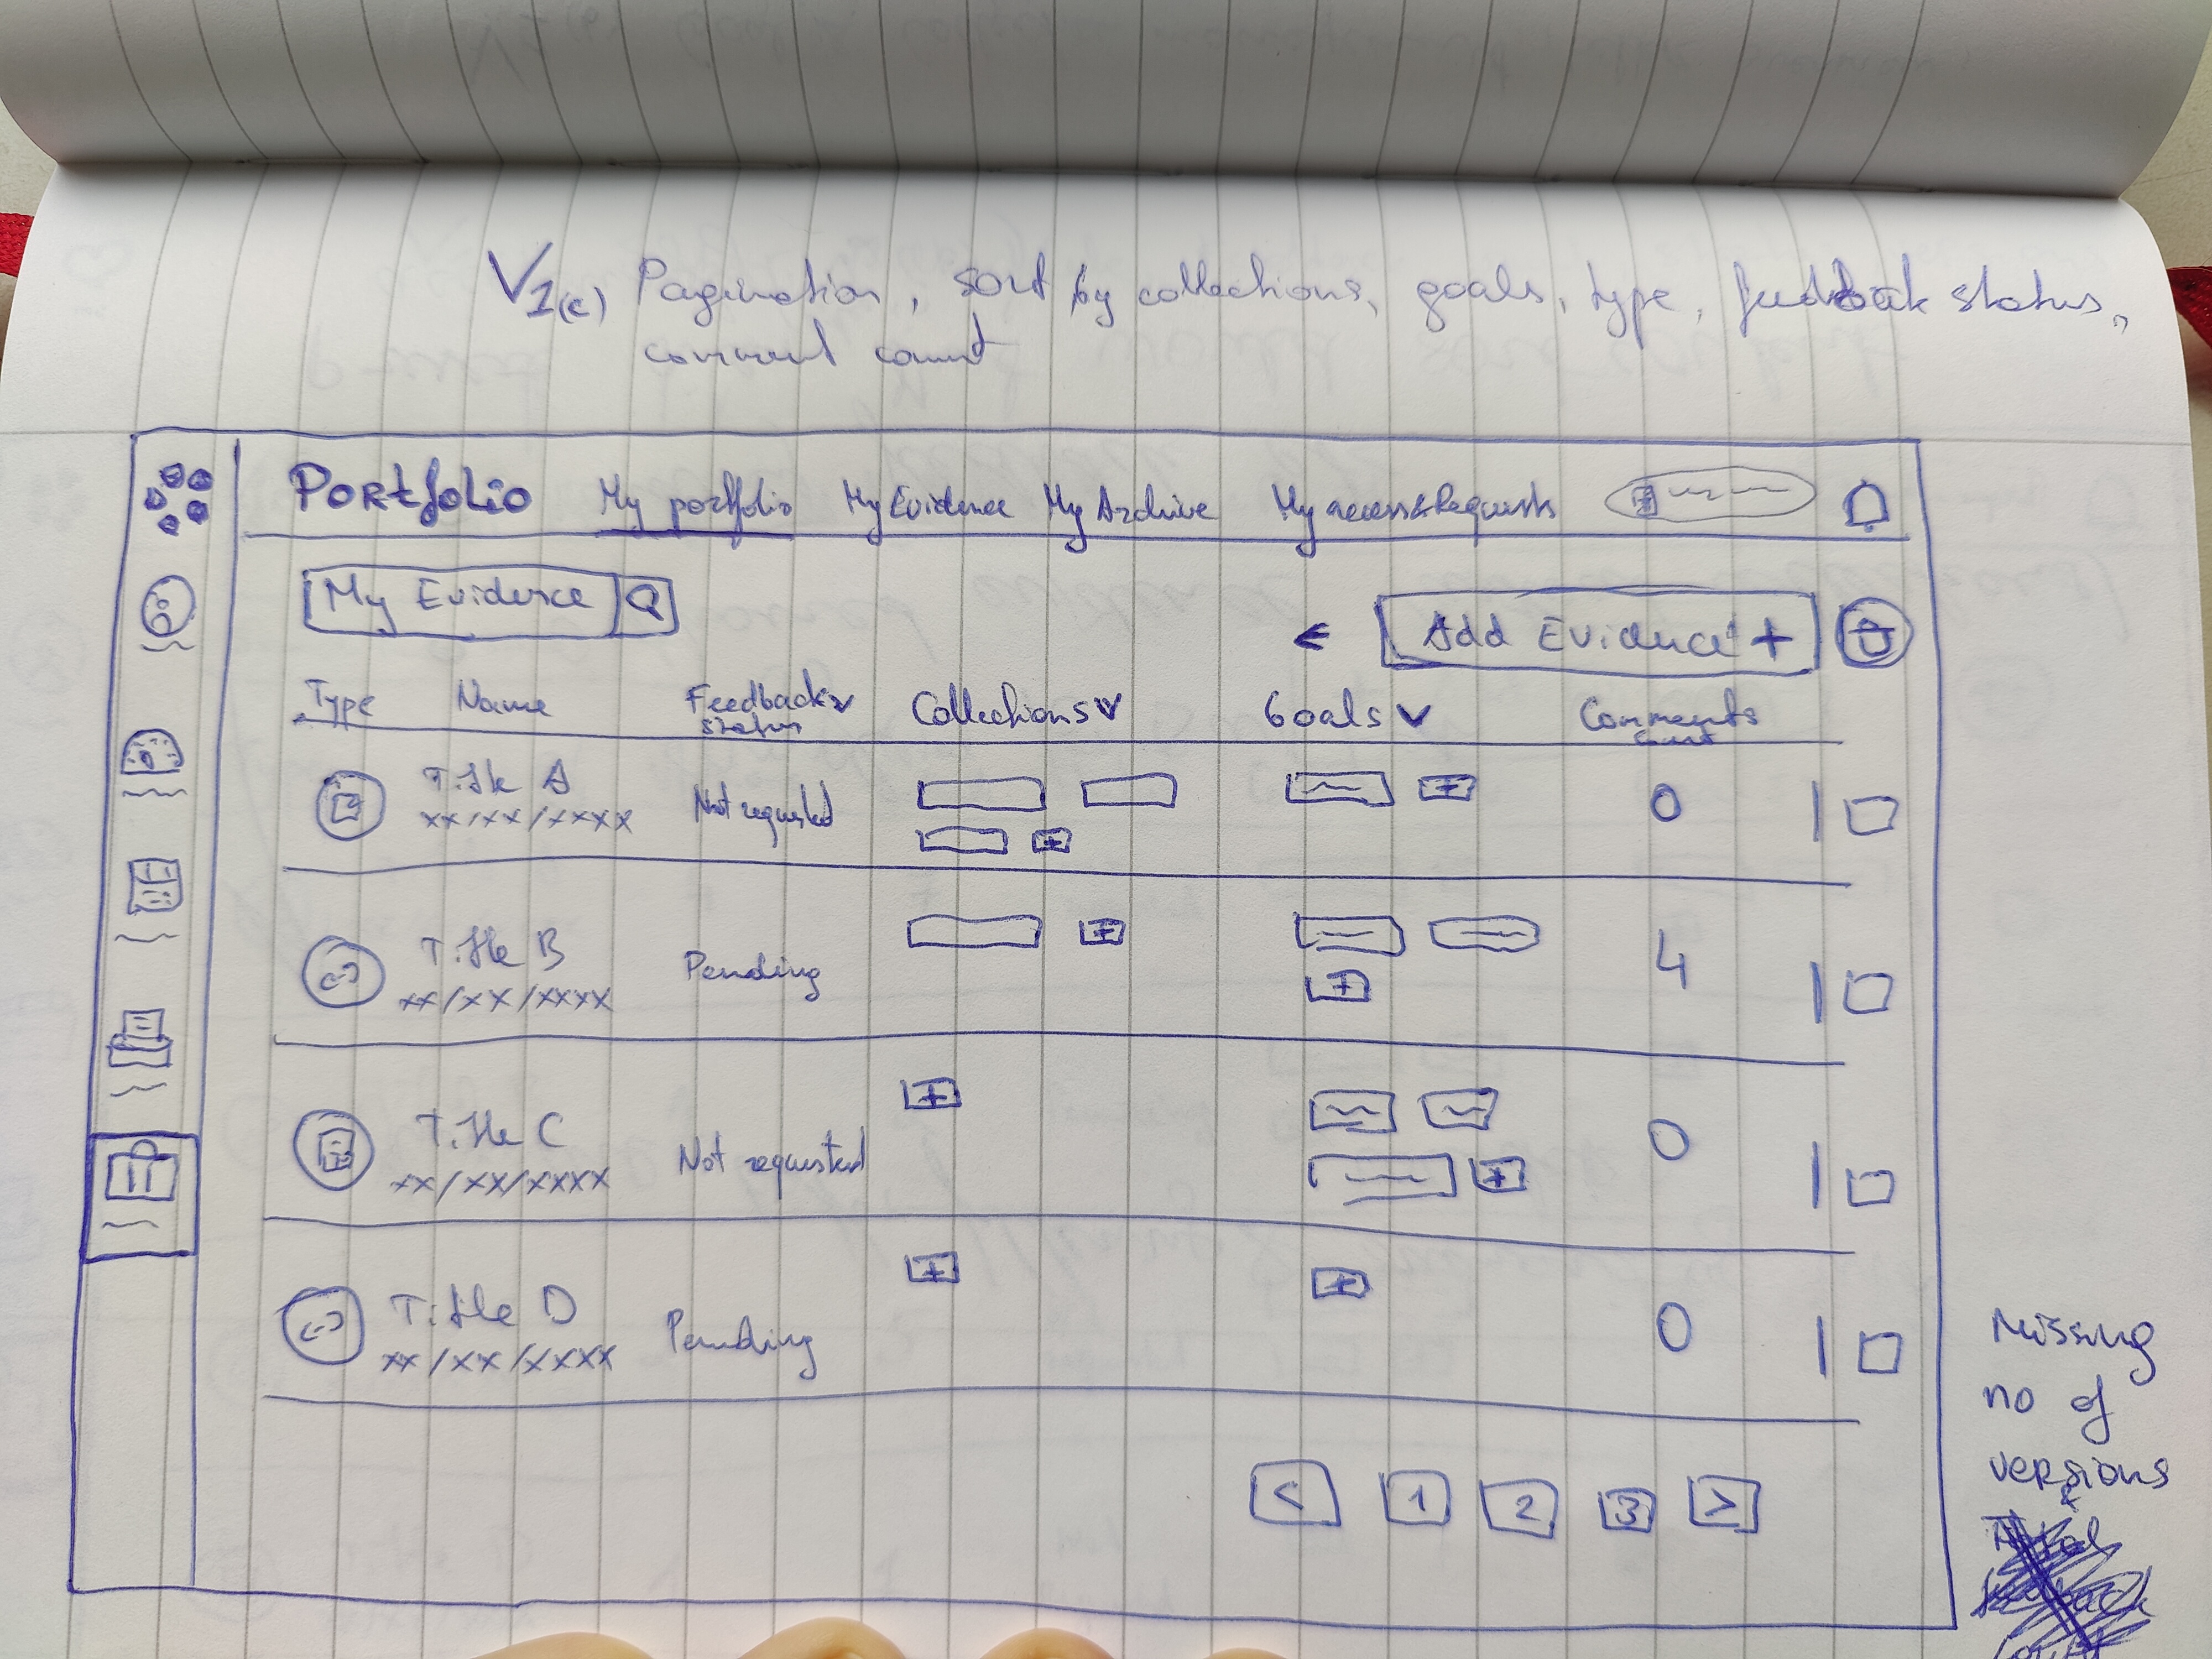 V1(c) Pagination, sort by collections, goals, type, feedback status,
comment count
Portfolio My portfolio My Evidence My Archive My access&Requests
My Evidence
Add Evidence +
Type Name Feedback status Collections Goals Comments count
Title A
xx/xx/xxxx
Not requested
+
+
0
Title B
xx/xx/xxxx
Pending
+
+
4
Title C
xx/xx/xxxx
Not requested
+
+
0
Title D
xx/xx/xxxx
Pending
+
+
0
< 1 2 3 >
Missing
no of
versions
&